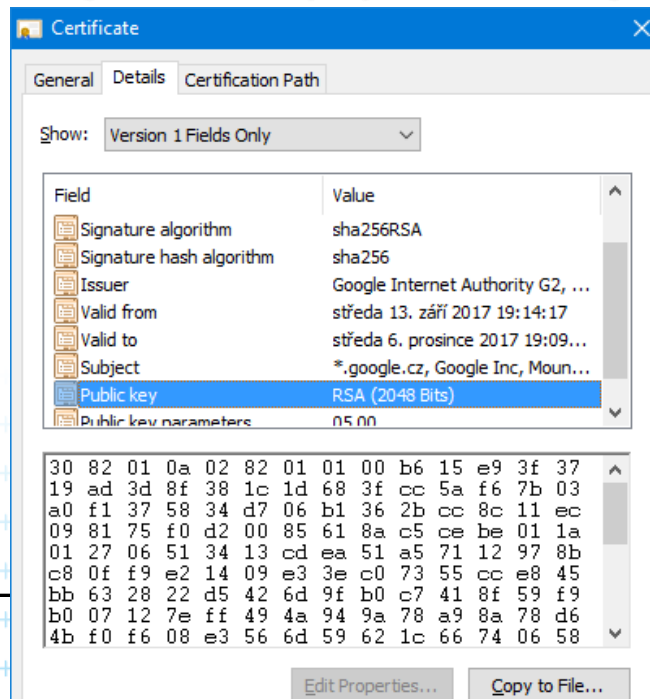 Certificate
General Details Certification Path
Show: Version 1 Fields Only
Field Value
Signature algorithm sha256RSA
Signature hash algorithm sha256
Issuer Google Internet Authority G2, ...
Valid from středa 13. září 2017 19:14:17
Valid to středa 6. prosince 2017 19:09...
Subject *.google.cz, Google Inc, Moun...
Public key RSA (2048 Bits)
Public key parameters 05 00
30 82 01 0a 02 82 01 01 00 b6 15 e9 3f 37
19 ad 3d 8f 38 1c 1d 68 3f cc 5a f6 7b 03
a0 f1 37 58 34 d7 06 b1 36 2b cc 8c 11 ec
09 81 75 f0 d2 00 85 61 8a c5 ce be 01 1a
01 27 06 51 34 13 cd ea 51 a5 71 12 97 8b
c8 0f f9 e2 14 09 e3 3e c0 73 55 cc e8 45
bb 63 28 22 d5 42 6d 9f b0 c7 41 8f 59 f9
b0 07 12 7e ff 49 4a 94 9a 78 a9 8a 78 d6
4b f0 f6 08 e3 56 6d 59 62 1c 66 74 06 58
Edit Properties... Copy to File...